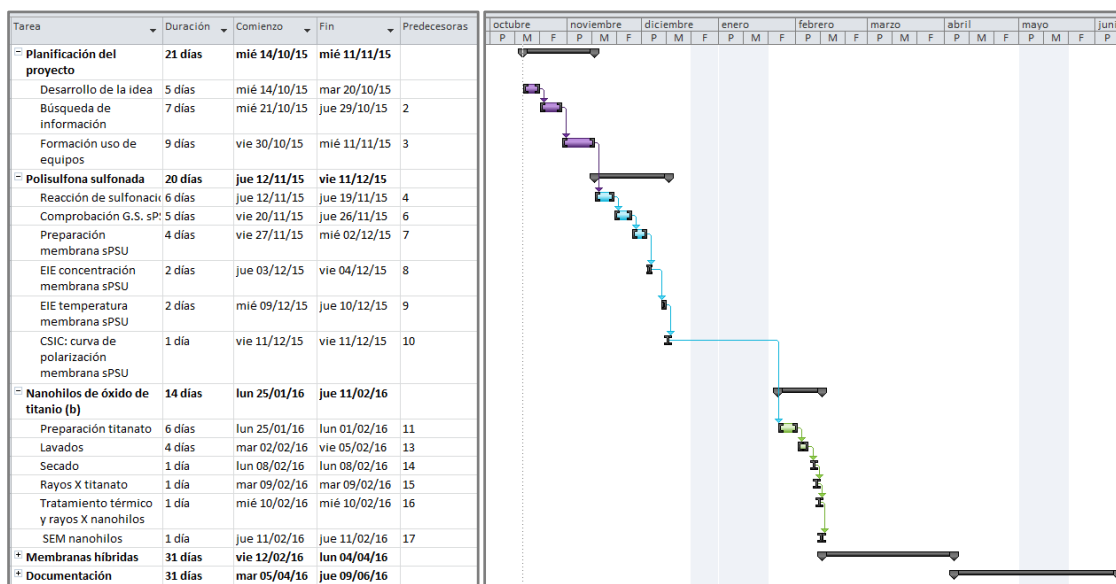 Tarea Duración Comienzo Fin Predecesoras
octubre noviembre diciembre enero febrero marzo abril mayo juni
P M F P M F P M F P M F P M F P M F P M F P M F P
Planificación del 21 días mié 14/10/15 mié 11/11/15
proyecto
Desarrollo de la idea 5 días mié 14/10/15 mar 20/10/15
Búsqueda de 7 días mié 21/10/15 jue 29/10/15 2
información
Formación uso de 9 días vie 30/10/15 mié 11/11/15 3
equipos
Polisulfona sulfonada 20 días jue 12/11/15 vie 11/12/15
Reacción de sulfonació 6 días jue 12/11/15 jue 19/11/15 4
Comprobación G.S. sPS 5 días vie 20/11/15 jue 26/11/15 6
Preparación 4 días vie 27/11/15 mié 02/12/15 7
membrana sPSU
EIE concentración 2 días jue 03/12/15 vie 04/12/15 8
membrana sPSU
EIE temperatura 2 días mié 09/12/15 jue 10/12/15 9
membrana sPSU
CSIC: curva de 1 día vie 11/12/15 vie 11/12/15 10
polarización
membrana sPSU
Nanohilos de óxido de 14 días lun 25/01/16 jue 11/02/16
titanio (b)
Preparación titanato 6 días lun 25/01/16 lun 01/02/16 11
Lavados 4 días mar 02/02/16 vie 05/02/16 13
Secado 1 día lun 08/02/16 lun 08/02/16 14
Rayos X titanato 1 día mar 09/02/16 mar 09/02/16 15
Tratamiento térmico 1 día mié 10/02/16 mié 10/02/16 16
y rayos X nanohilos
SEM nanohilos 1 día jue 11/02/16 jue 11/02/16 17
Membranas híbridas 31 días vie 12/02/16 lun 04/04/16
Documentación 31 días mar 05/04/16 jue 09/06/16